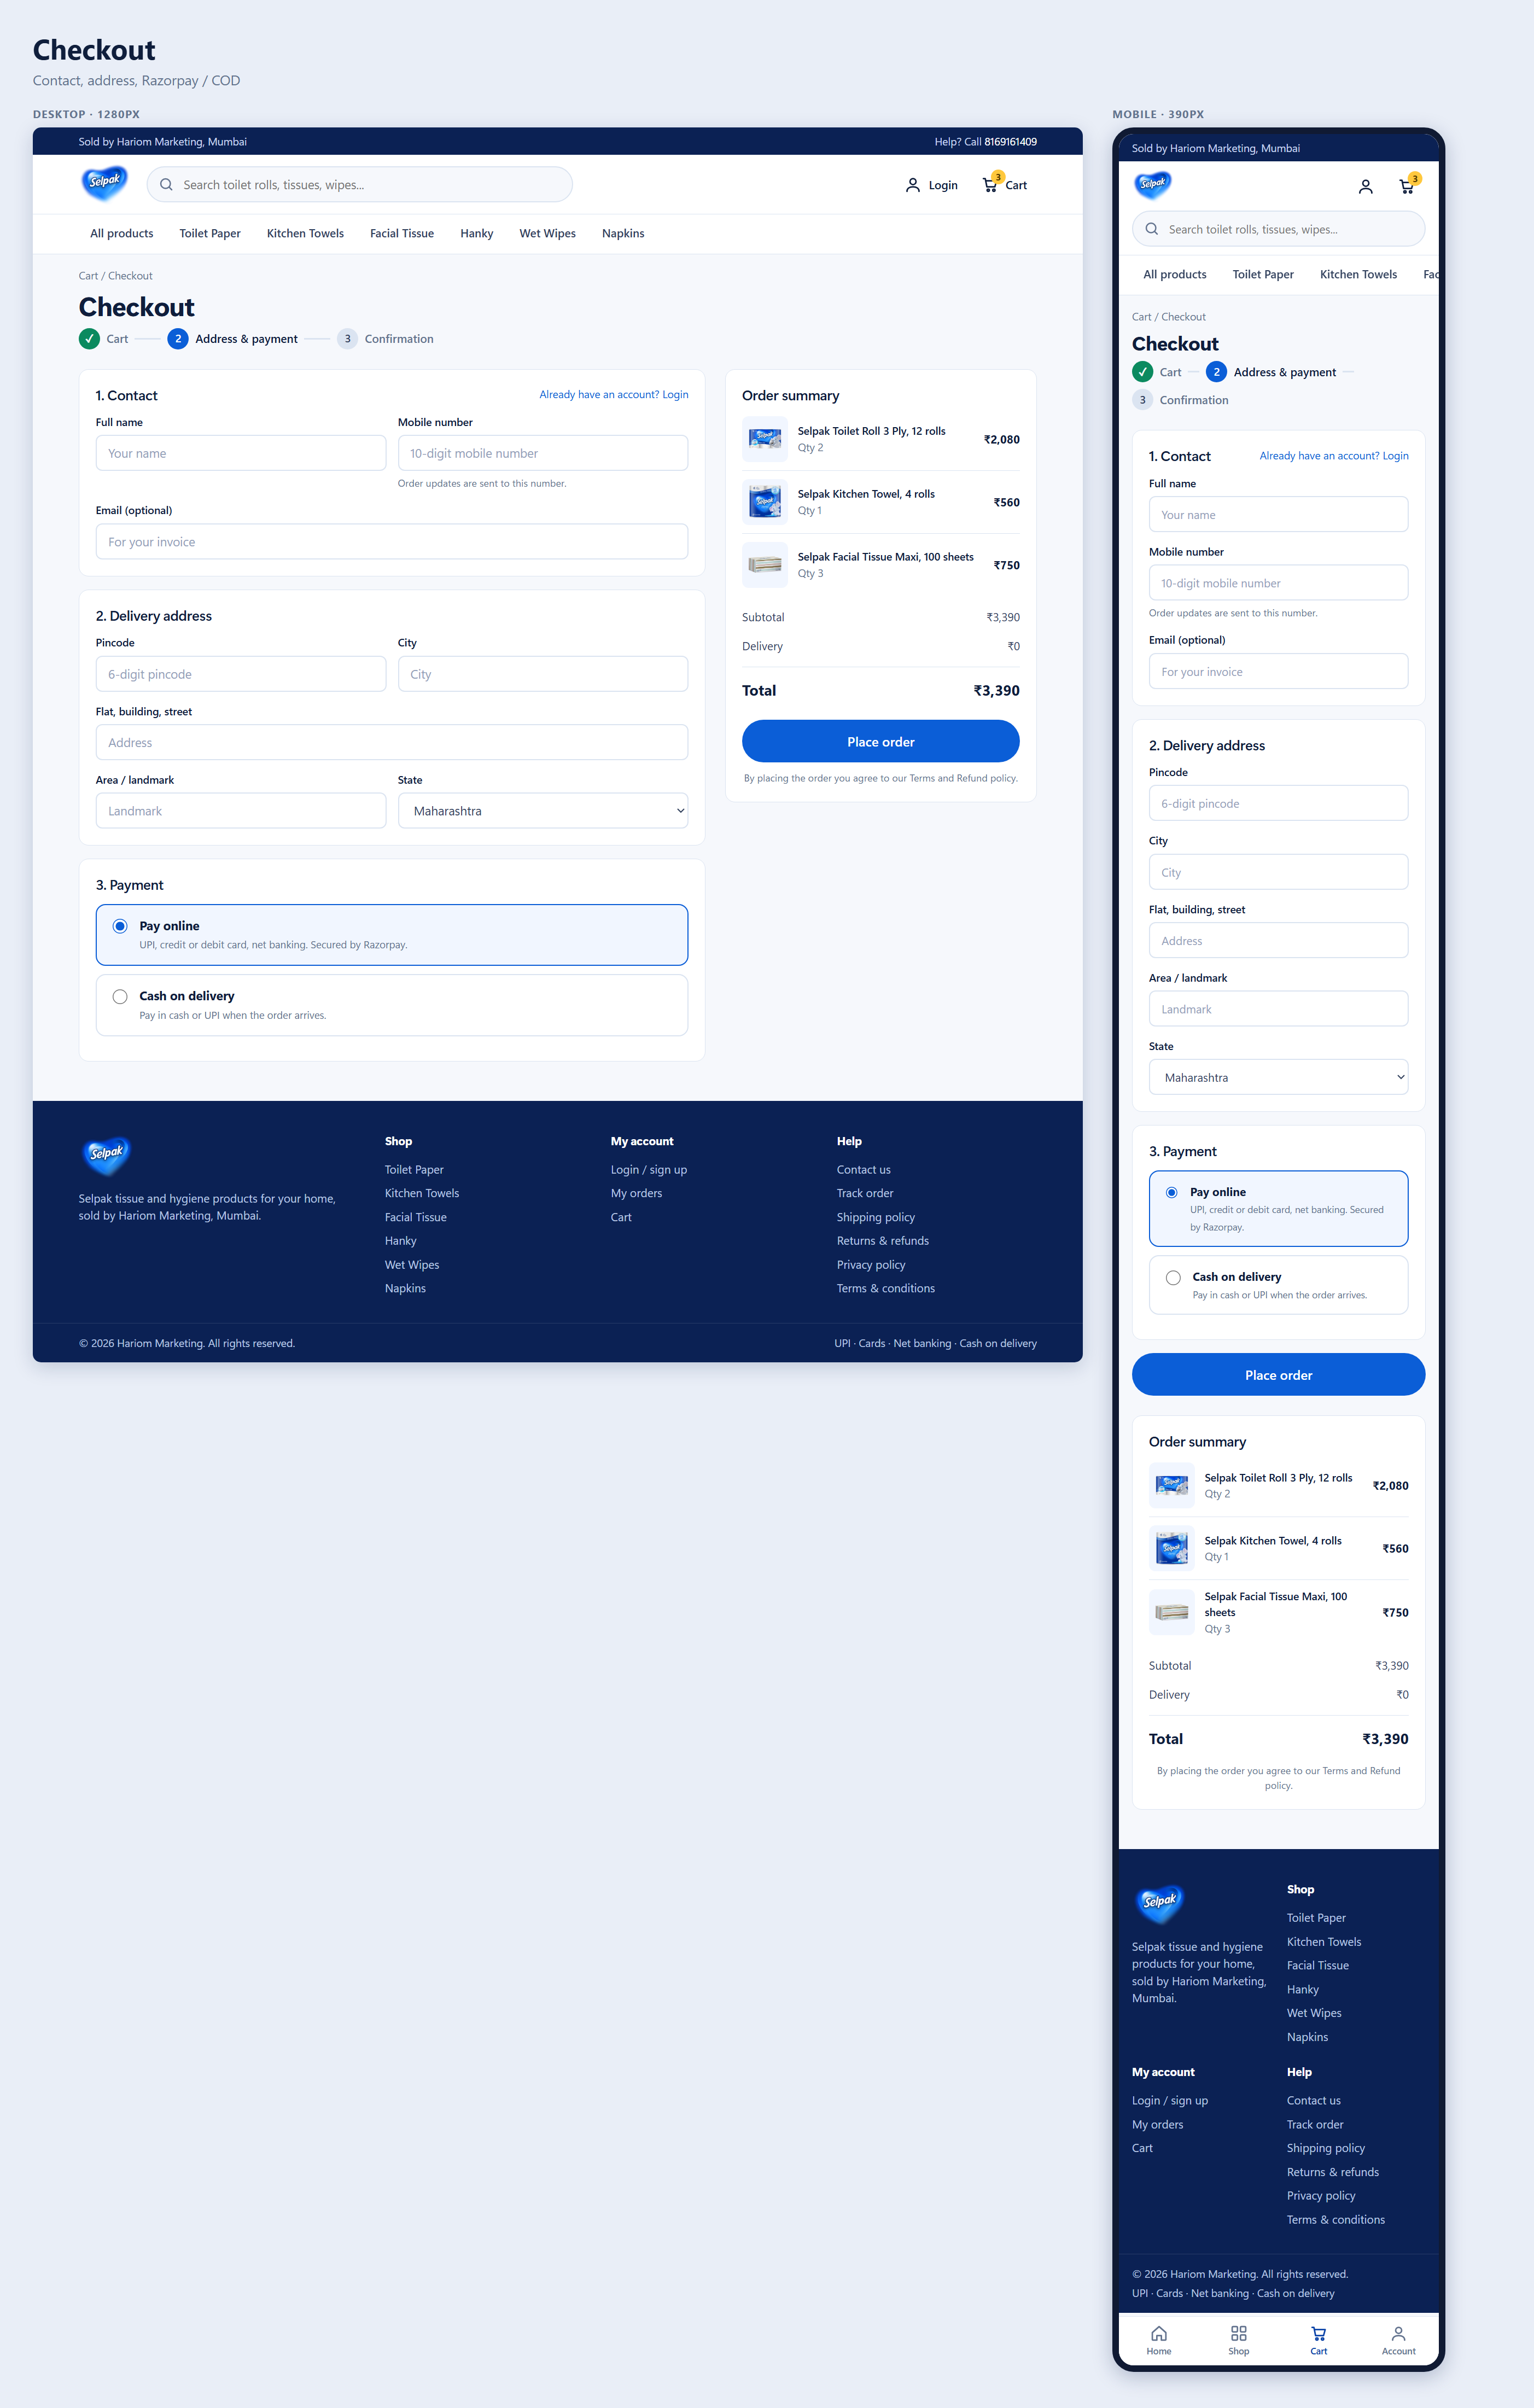 Checkout
Contact, address, Razorpay / COD
DESKTOP · 1280PX
Sold by Hariom Marketing, Mumbai
Help? Call 8169161409
Selpak
Search toilet rolls, tissues, wipes...
Login
3
Cart
All products
Toilet Paper
Kitchen Towels
Facial Tissue
Hanky
Wet Wipes
Napkins
Cart / Checkout
Checkout
Cart
2
Address & payment
3
Confirmation
1. Contact
Already have an account? Login
Full name
Mobile number
Your name
10-digit mobile number
Order updates are sent to this number.
Email (optional)
For your invoice
2. Delivery address
Pincode
City
6-digit pincode
City
Flat, building, street
Address
Area / landmark
State
Landmark
Maharashtra
3. Payment
Pay online
UPI, credit or debit card, net banking. Secured by Razorpay.
Cash on delivery
Pay in cash or UPI when the order arrives.
Order summary
Selpak
Selpak Toilet Roll 3 Ply, 12 rolls
Qty 2
₹2,080
Selpak
Selpak Kitchen Towel, 4 rolls
Qty 1
₹560
Selpak Facial Tissue Maxi, 100 sheets
Qty 3
₹750
Subtotal
₹3,390
Delivery
₹0
Total
₹3,390
Place order
By placing the order you agree to our Terms and Refund policy.
Selpak
Selpak tissue and hygiene products for your home,
sold by Hariom Marketing, Mumbai.
Shop
Toilet Paper
Kitchen Towels
Facial Tissue
Hanky
Wet Wipes
Napkins
My account
Login / sign up
My orders
Cart
Help
Contact us
Track order
Shipping policy
Returns & refunds
Privacy policy
Terms & conditions
© 2026 Hariom Marketing. All rights reserved.
UPI · Cards · Net banking · Cash on delivery
MOBILE · 390PX
Sold by Hariom Marketing, Mumbai
Selpak
3
Search toilet rolls, tissues, wipes...
All products
Toilet Paper
Kitchen Towels
Fac
Cart / Checkout
Checkout
Cart
2
Address & payment
3
Confirmation
1. Contact
Already have an account? Login
Full name
Your name
Mobile number
10-digit mobile number
Order updates are sent to this number.
Email (optional)
For your invoice
2. Delivery address
Pincode
6-digit pincode
City
City
Flat, building, street
Address
Area / landmark
Landmark
State
Maharashtra
3. Payment
Pay online
UPI, credit or debit card, net banking. Secured
by Razorpay.
Cash on delivery
Pay in cash or UPI when the order arrives.
Place order
Order summary
Selpak
Selpak Toilet Roll 3 Ply, 12 rolls
Qty 2
₹2,080
Selpak
Selpak Kitchen Towel, 4 rolls
Qty 1
₹560
Selpak Facial Tissue Maxi, 100
sheets
Qty 3
₹750
Subtotal
₹3,390
Delivery
₹0
Total
₹3,390
By placing the order you agree to our Terms and Refund
policy.
Selpak
Selpak tissue and hygiene
products for your home,
sold by Hariom Marketing,
Mumbai.
Shop
Toilet Paper
Kitchen Towels
Facial Tissue
Hanky
Wet Wipes
Napkins
My account
Login / sign up
My orders
Cart
Help
Contact us
Track order
Shipping policy
Returns & refunds
Privacy policy
Terms & conditions
© 2026 Hariom Marketing. All rights reserved.
UPI · Cards · Net banking · Cash on delivery
Home
Shop
Cart
Account